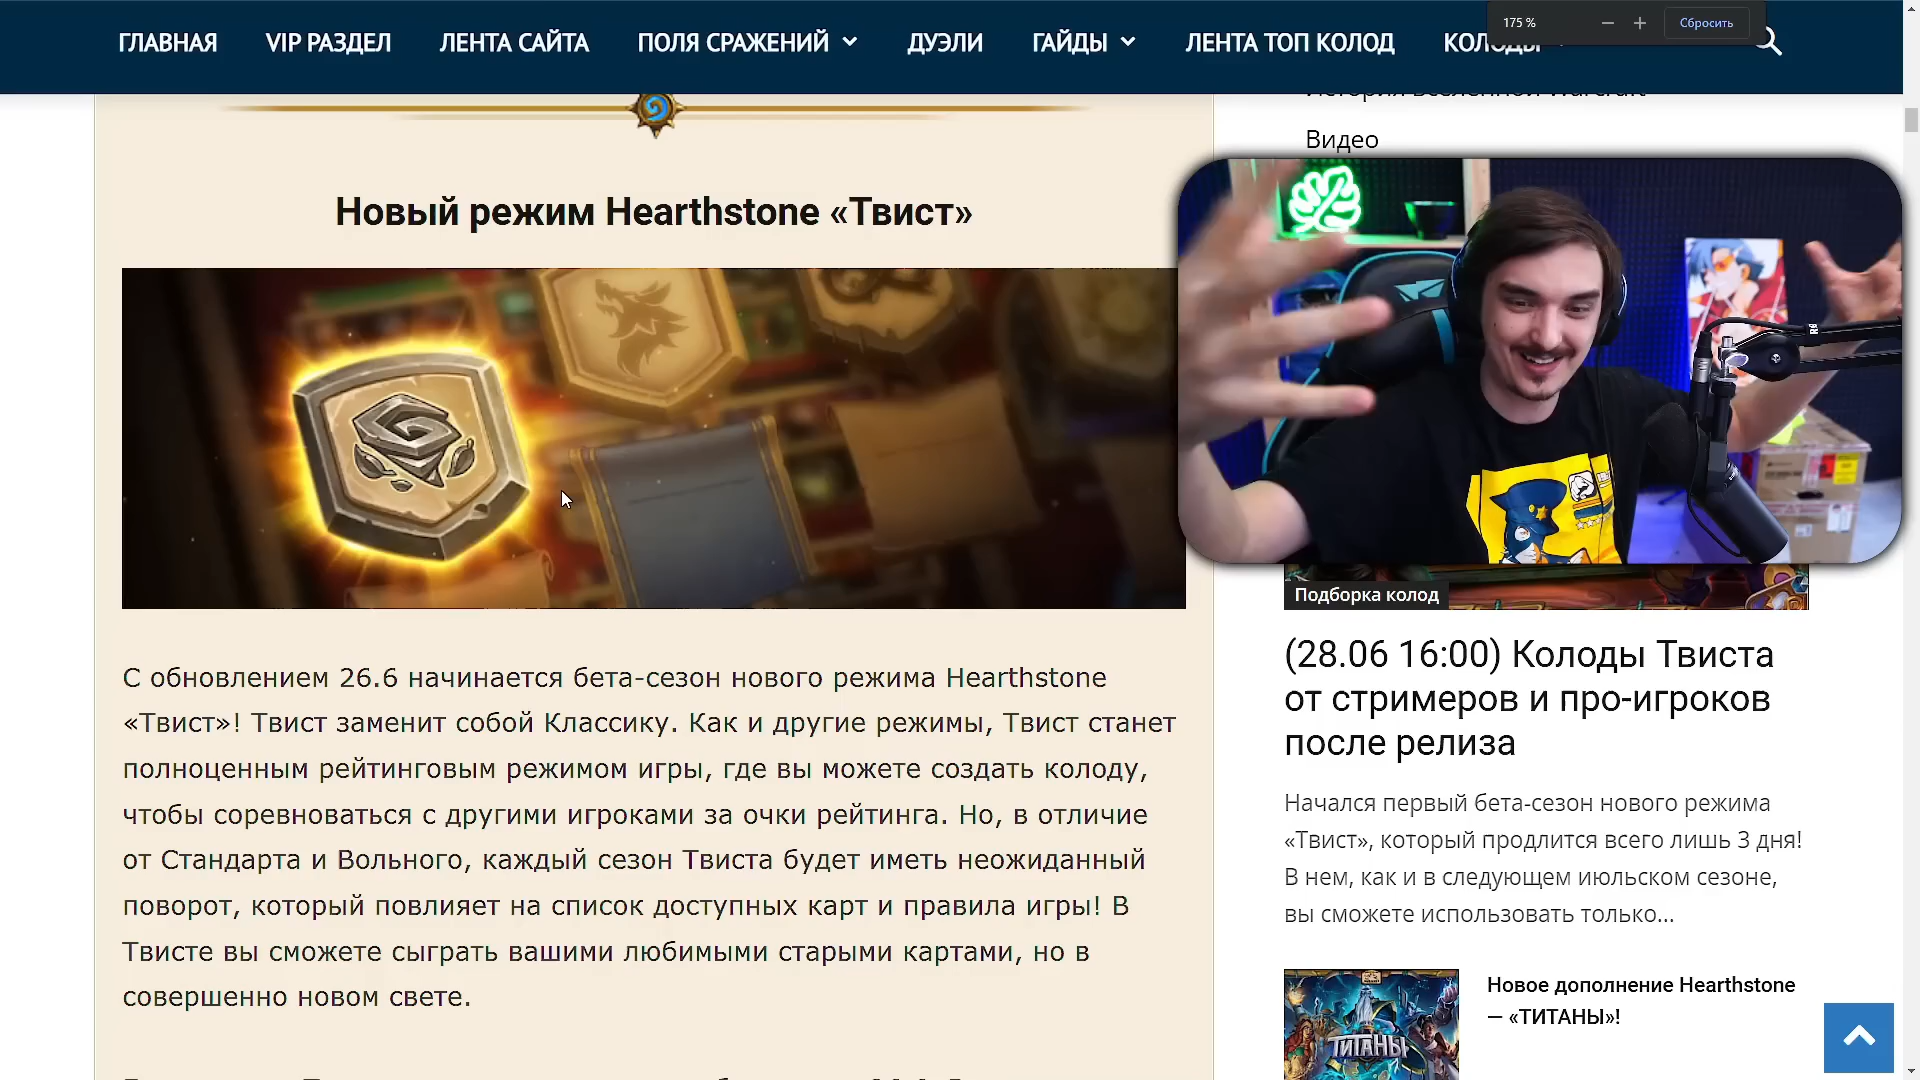 ГЛАВНАЯ VIP РАЗДЕЛ ЛЕНТА САЙТА ПОЛЯ СРАЖЕНИЙ ДУЭЛИ ГАЙДЫ ЛЕНТА ТОП КОЛОД КОЛОДЫ
175 % Сбросить
История вселенной Warcraft
Видео
Новый режим Hearthstone «Твист»
С обновлением 26.6 начинается бета-сезон нового режима Hearthstone
«Твист»! Твист заменит собой Классику. Как и другие режимы, Твист станет
полноценным рейтинговым режимом игры, где вы можете создать колоду,
чтобы соревноваться с другими игроками за очки рейтинга. Но, в отличие
от Стандарта и Вольного, каждый сезон Твиста будет иметь неожиданный
поворот, который повлияет на список доступных карт и правила игры! В
Твисте вы сможете сыграть вашими любимыми старыми картами, но в
совершенно новом свете.
Подборка колод
(28.06 16:00) Колоды Твиста
от стримеров и про-игроков
после релиза
Начался первый бета-сезон нового режима
«Твист», который продлится всего лишь 3 дня!
В нем, как и в следующем июльском сезоне,
вы сможете использовать только...
ТИТАНЫ
Новое дополнение Hearthstone
— «ТИТАНЫ»!